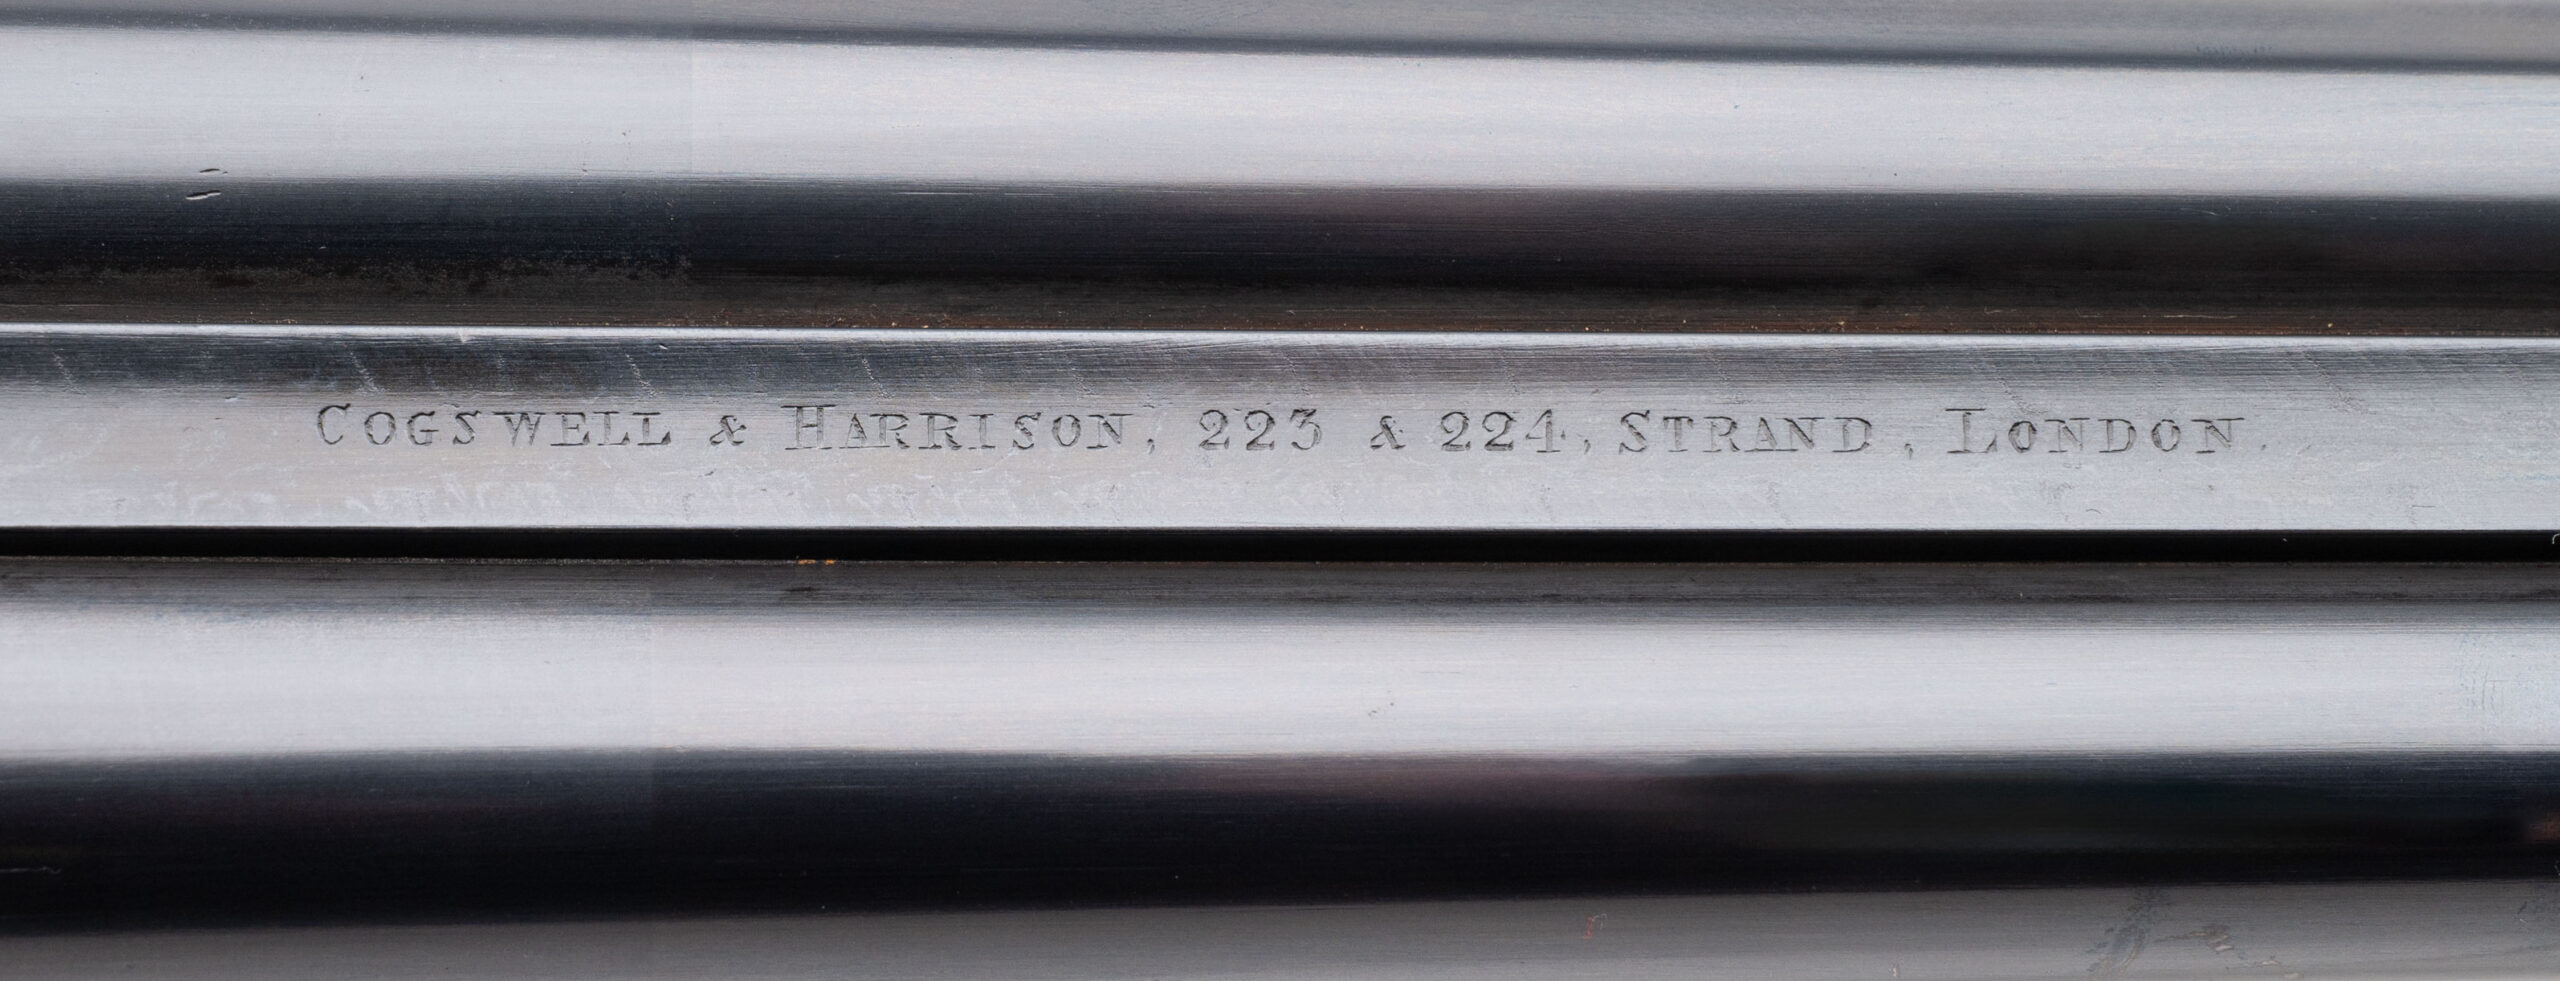 COGSWELL & HARRISON, 223 & 224, STRAND, LONDON.